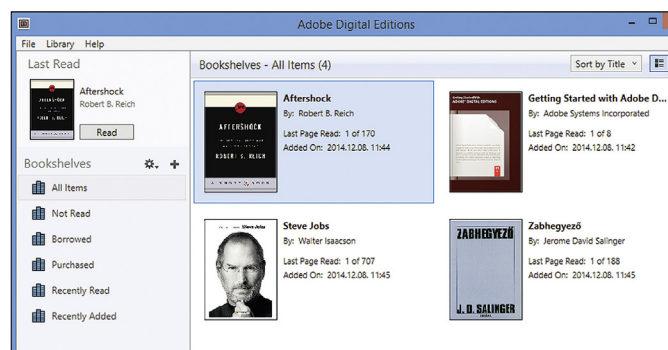 Adobe Digital Editions
File Library Help
Last Read
Aftershock
Robert B. Reich
Read
Bookshelves
All Items
Not Read
Borrowed
Purchased
Recently Read
Recently Added
Bookshelves - All Items (4)
Sort by Title
AFTERSHOCK
ROBERT B. REICH
Aftershock
By: Robert B. Reich
Last Page Read: 1 of 170
Added On: 2014.12.08. 11:44
Getting Started with Adobe D...
By: Adobe Systems Incorporated
Last Page Read: 1 of 8
Added On: 2014.12.08. 11:42
Steve Jobs
Steve Jobs
By: Walter Isaacson
Last Page Read: 1 of 707
Added On: 2014.12.08. 11:45
ZABHEGYEZŐ
J. D. SALINGER
Zabhegyező
By: Jerome David Salinger
Last Page Read: 1 of 188
Added On: 2014.12.08. 11:45